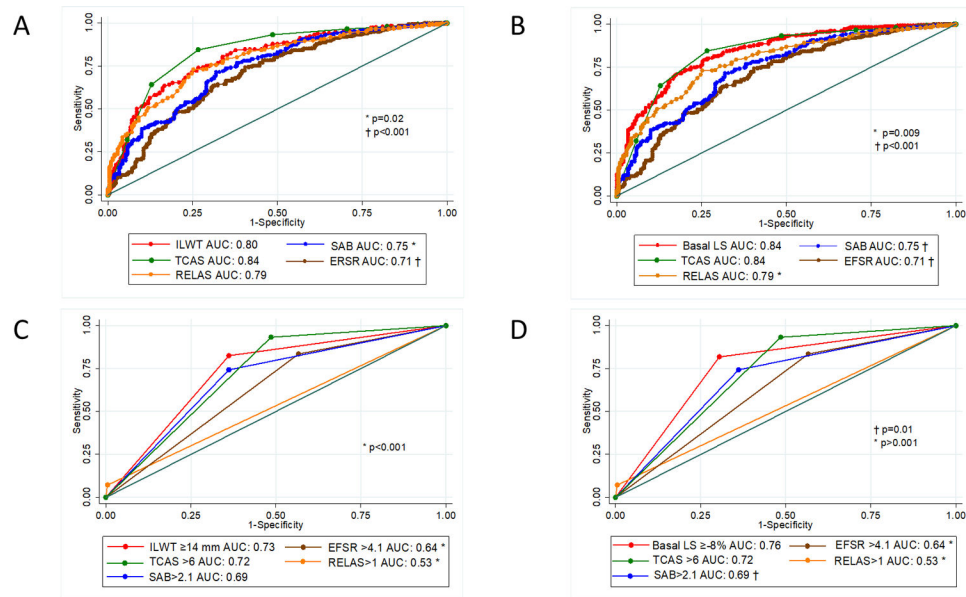 A
Sensitivity
1.00
0.75
0.50
0.25
0.00
* p=0.02
† p<0.001
0.00 0.25 0.50 0.75 1.00
1-Specificity
ILWT AUC: 0.80 SAB AUC: 0.75 *
TCAS AUC: 0.84 ERSR AUC: 0.71 †
RELAS AUC: 0.79
B
Sensitivity
1.00
0.75
0.50
0.25
0.00
* p=0.009
† p<0.001
0.00 0.25 0.50 0.75 1.00
1-Specificity
Basal LS AUC: 0.84 SAB AUC: 0.75 †
TCAS AUC: 0.84 EFSR AUC: 0.71 †
RELAS AUC: 0.79 *
C
Sensitivity
1.00
0.75
0.50
0.25
0.00
* p<0.001
0.00 0.25 0.50 0.75 1.00
1-Specificity
ILWT ≥14 mm AUC: 0.73 EFSR >4.1 AUC: 0.64 *
TCAS >6 AUC: 0.72 RELAS>1 AUC: 0.53 *
SAB>2.1 AUC: 0.69
D
Sensitivity
1.00
0.75
0.50
0.25
0.00
† p=0.01
* p>0.001
0.00 0.25 0.50 0.75 1.00
1-Specificity
Basal LS ≥-8% AUC: 0.76 EFSR >4.1 AUC: 0.64 *
TCAS >6 AUC: 0.72 RELAS>1 AUC: 0.53 *
SAB>2.1 AUC: 0.69 †